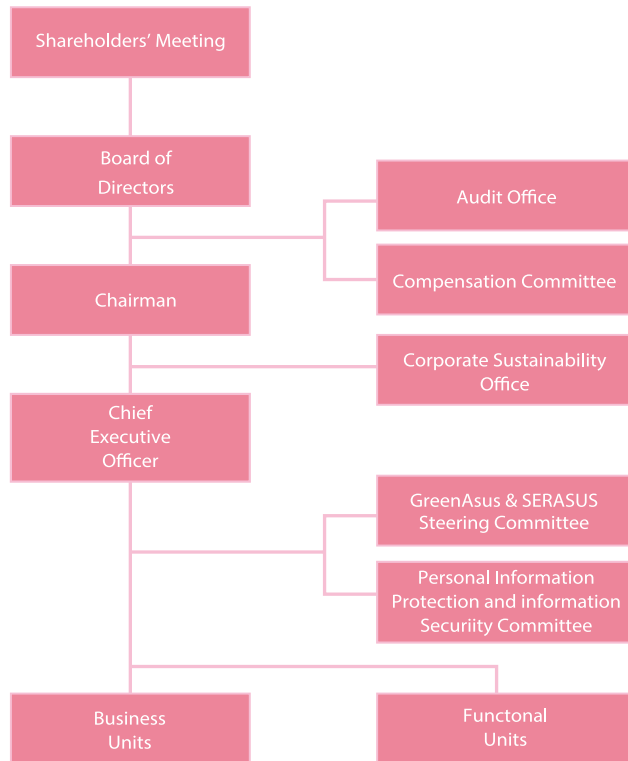 Shareholders’ Meeting
Board of
Directors
Audit Office
Compensation Committee
Chairman
Corporate Sustainability
Office
Chief
Executive
Officer
GreenAsus & SERASUS
Steering Committee
Personal Information
Protection and information
Securiity Committee
Business
Units
Functonal
Units